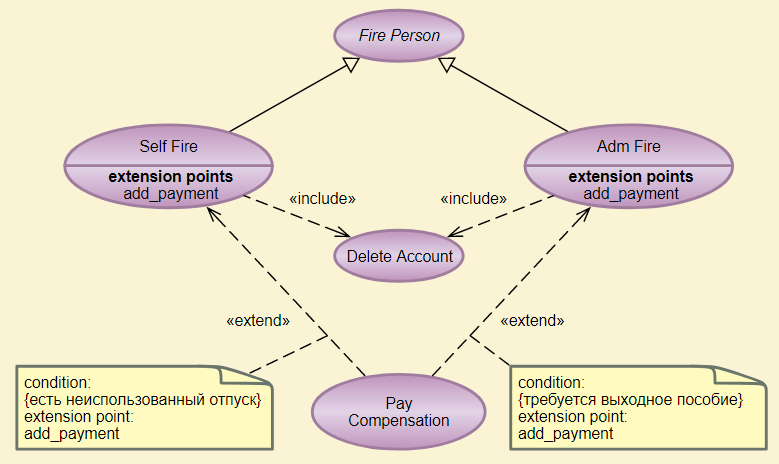 Fire Person
Self Fire
extension points
add_payment
Adm Fire
extension points
add_payment
«include»
«include»
Delete Account
«extend»
«extend»
condition:
{есть неиспользованный отпуск}
extension point:
add_payment
Pay
Compensation
condition:
{требуется выходное пособие}
extension point:
add_payment